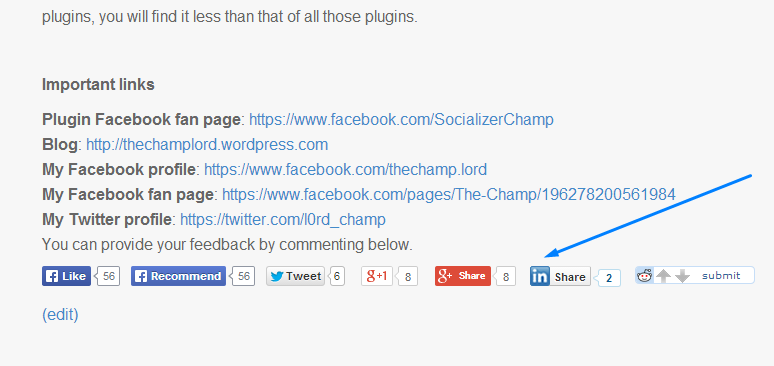 plugins, you will find it less than that of all those plugins.
Important links
Plugin Facebook fan page: https://www.facebook.com/SocializerChamp
Blog: http://thechamplord.wordpress.com
My Facebook profile: https://www.facebook.com/thechamp.lord
My Facebook fan page: https://www.facebook.com/pages/The-Champ/196278200561984
My Twitter profile: https://twitter.com/l0rd_champ
You can provide your feedback by commenting below.
f Like 56 f Recommend 56 Tweet 6 g+1 8 g+ Share 8 in Share 2 submit
(edit)